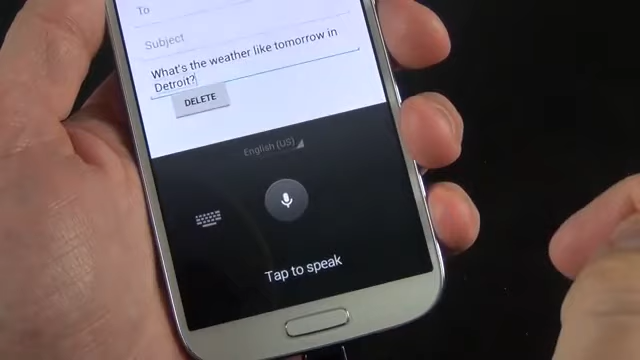 To
Subject
What's the weather like tomorrow in
Detroit?
DELETE
English (US)
Tap to speak